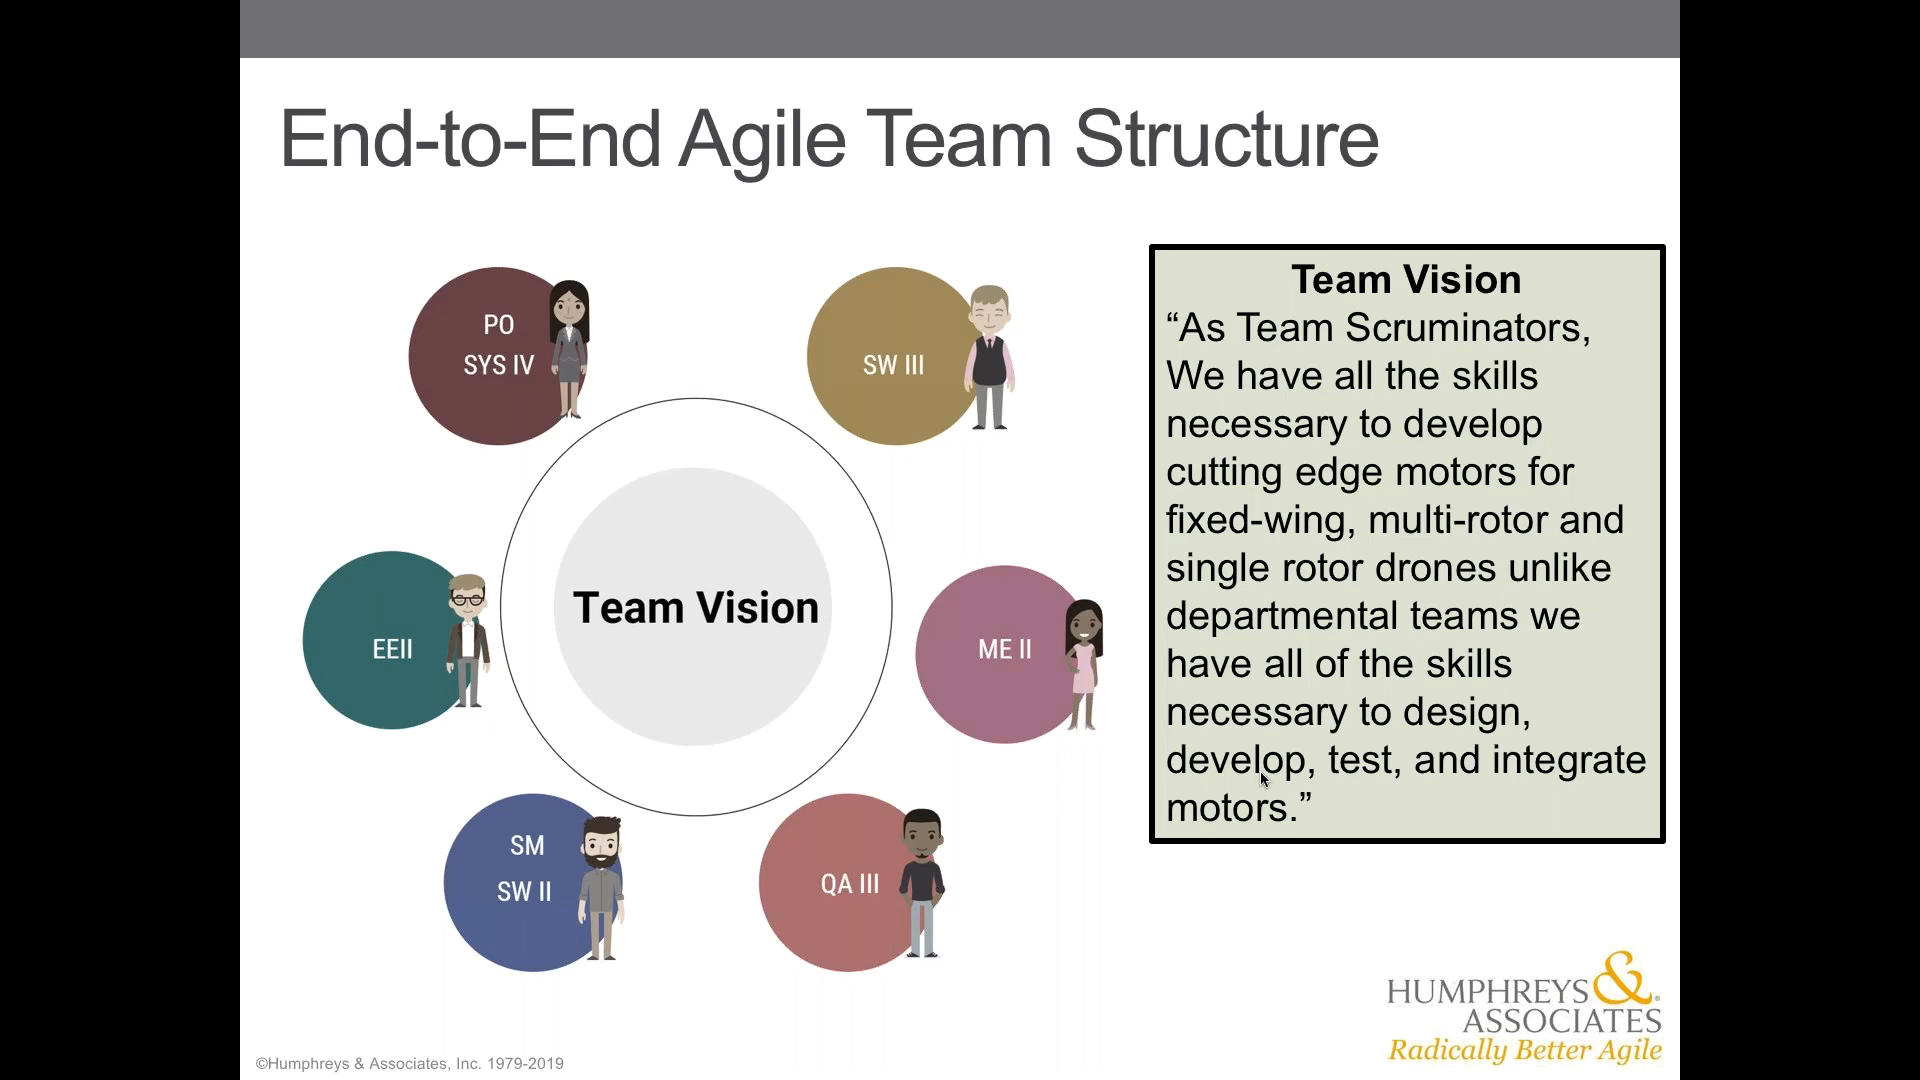 End-to-End Agile Team Structure
PO
SYS IV
SW III
EEII
Team Vision
ME II
SM
SW II
QA III
Team Vision
“As Team Scruminators,
We have all the skills
necessary to develop
cutting edge motors for
fixed-wing, multi-rotor and
single rotor drones unlike
departmental teams we
have all of the skills
necessary to design,
develop, test, and integrate
motors.”
HUMPHREYS &®
ASSOCIATES
Radically Better Agile
©Humphreys & Associates, Inc. 1979-2019